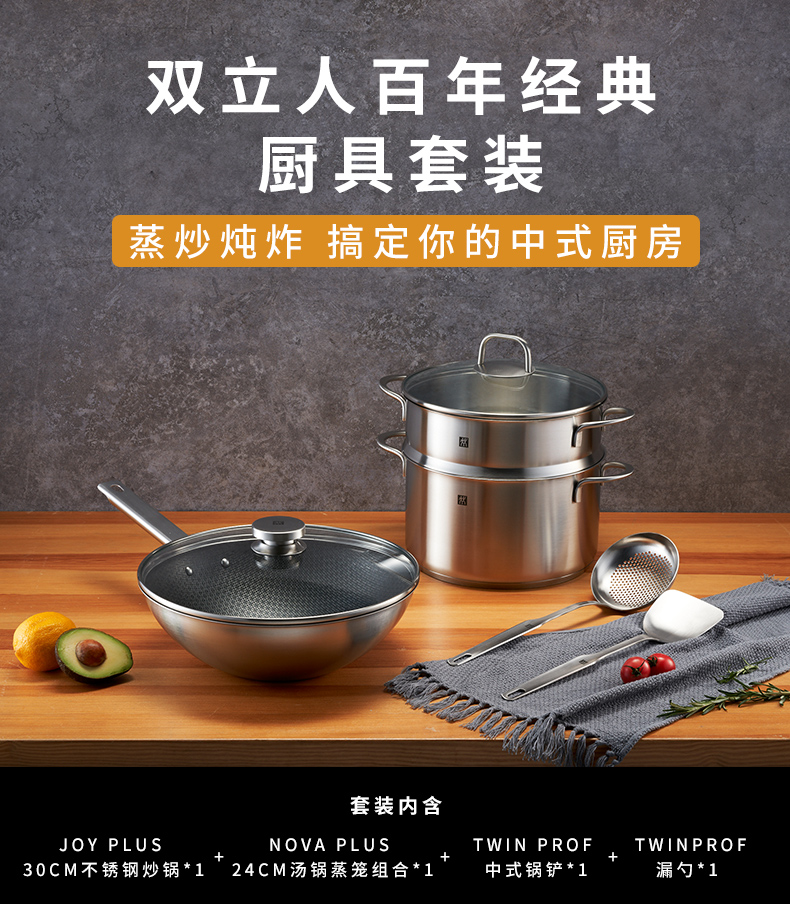 双立人百年经典
厨具套装
蒸炒炖炸 搞定你的中式厨房
套装内含
JOY PLUS
30CM不锈钢炒锅*1
+
NOVA PLUS
24CM汤锅蒸笼组合*1
+
TWIN PROF
中式锅铲*1
+
TWINPROF
漏勺*1